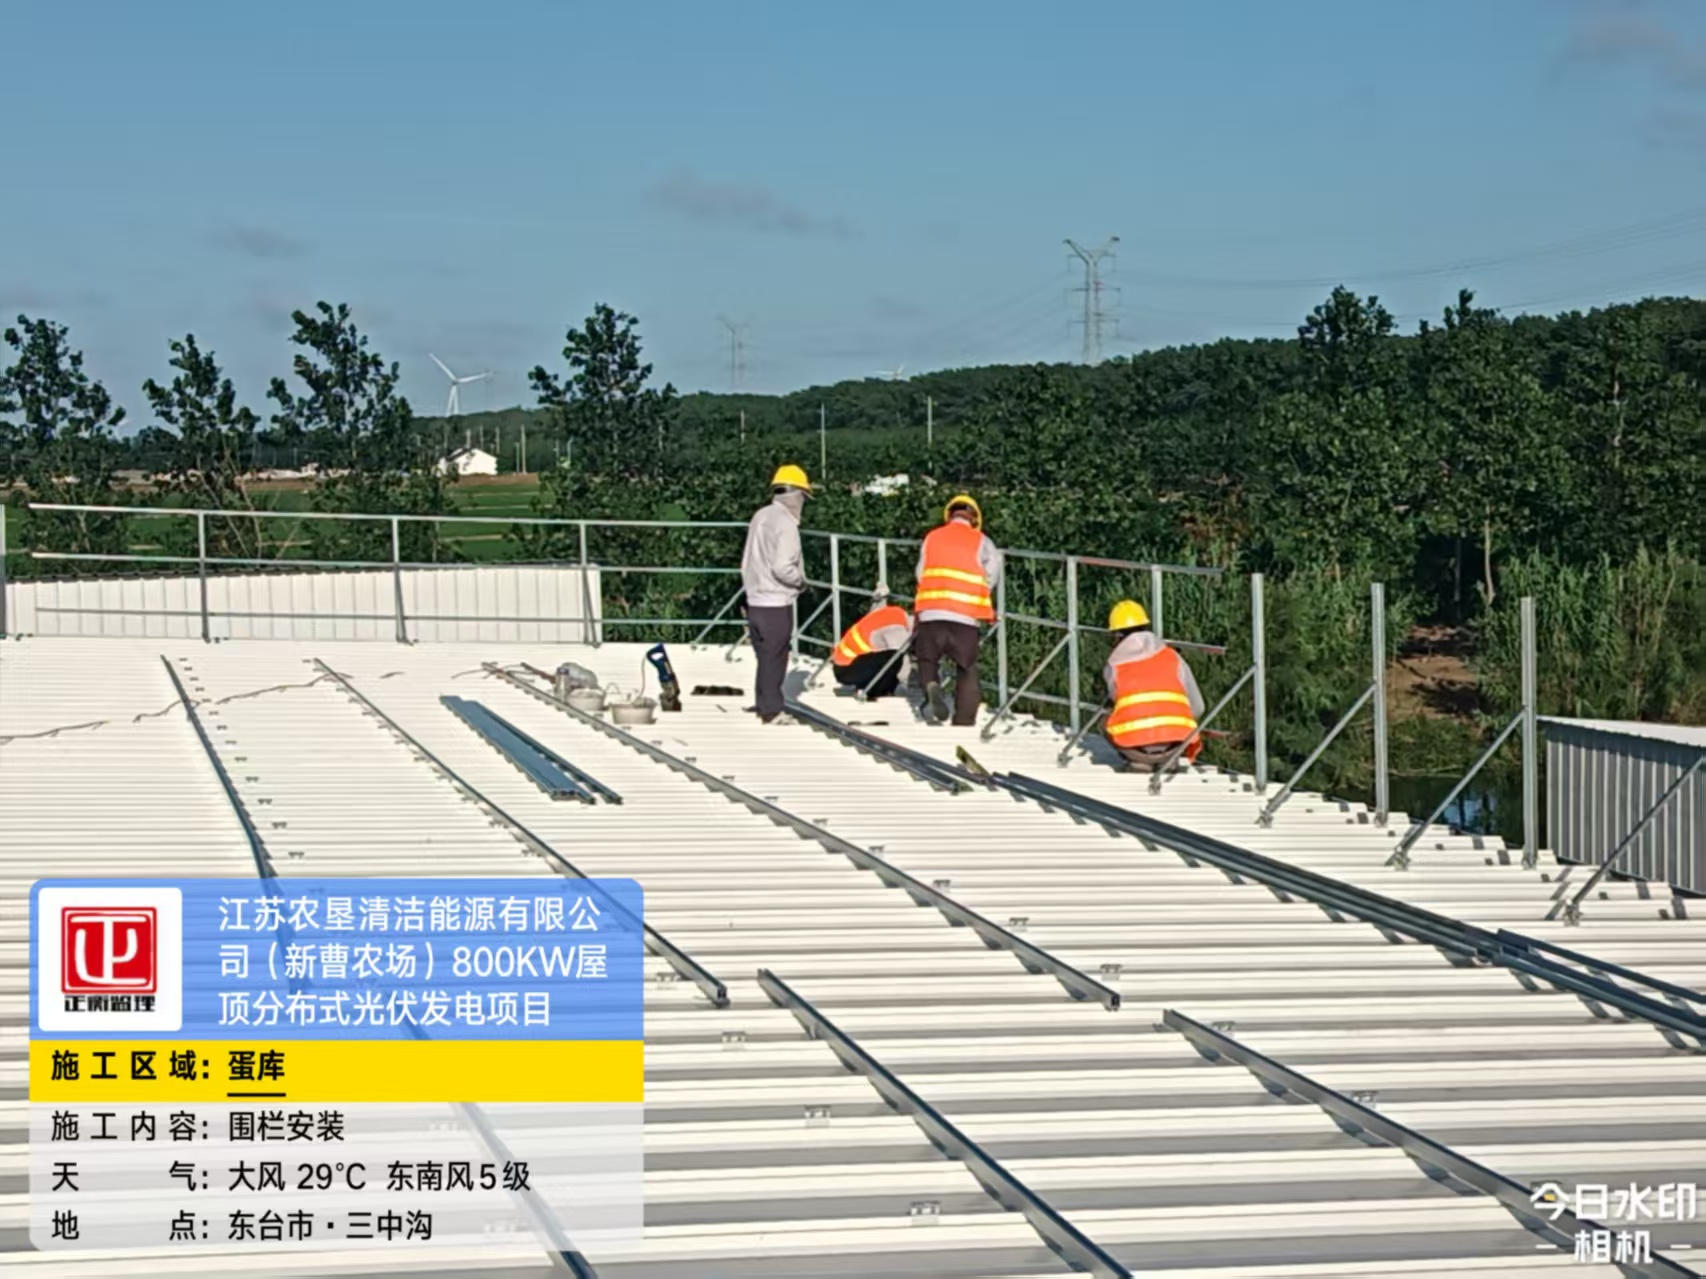 正衡监理
江苏农垦清洁能源有限公
司（新曹农场）800KW屋
顶分布式光伏发电项目
施工区域：蛋库
施工内容：围栏安装
天气：大风 29℃ 东南风5级
地点：东台市·三中沟
今日水印
相机